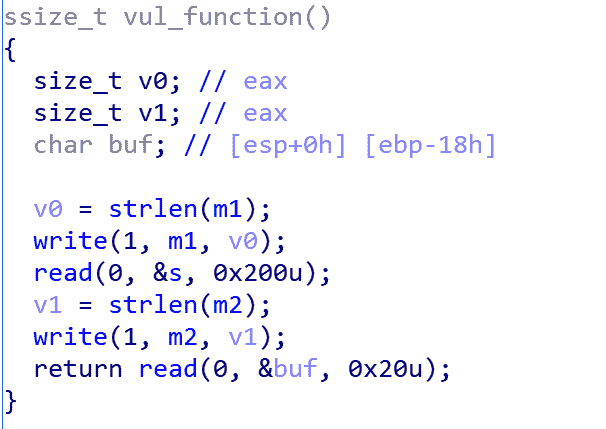 ssize_t vul_function()
{
size_t v0; // eax
size_t v1; // eax
char buf; // [esp+0h] [ebp-18h]
v0 = strlen(m1);
write(1, m1, v0);
read(0, &s, 0x200u);
v1 = strlen(m2);
write(1, m2, v1);
return read(0, &buf, 0x20u);
}